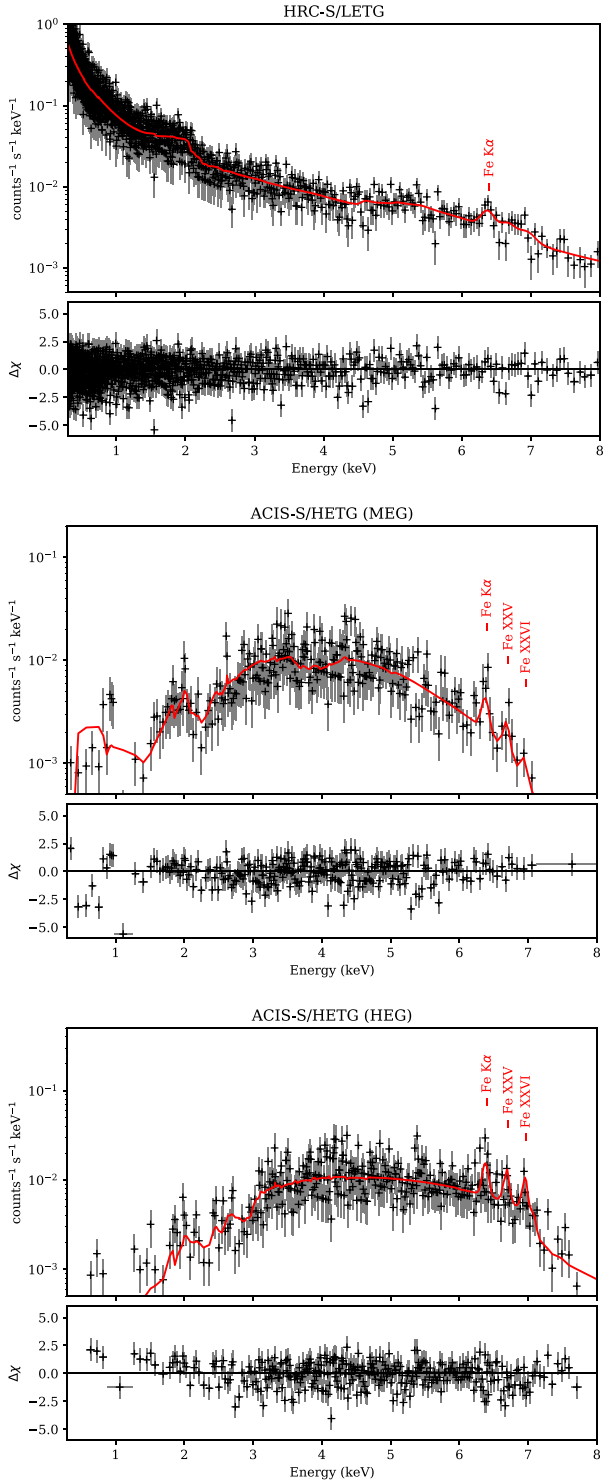 HRC-S/LETG
10⁰
10⁻¹
10⁻²
10⁻³
counts⁻¹ s⁻¹ keV⁻¹
Fe Kα
5.0
2.5
0.0
−2.5
−5.0
Δχ
1 2 3 4 5 6 7 8
Energy (keV)
ACIS-S/HETG (MEG)
10⁻¹
10⁻²
10⁻³
counts⁻¹ s⁻¹ keV⁻¹
Fe Kα
Fe XXV
Fe XXVI
5.0
2.5
0.0
−2.5
−5.0
Δχ
1 2 3 4 5 6 7 8
Energy (keV)
ACIS-S/HETG (HEG)
10⁻¹
10⁻²
10⁻³
counts⁻¹ s⁻¹ keV⁻¹
Fe Kα
Fe XXV
Fe XXVI
5.0
2.5
0.0
−2.5
−5.0
Δχ
1 2 3 4 5 6 7 8
Energy (keV)